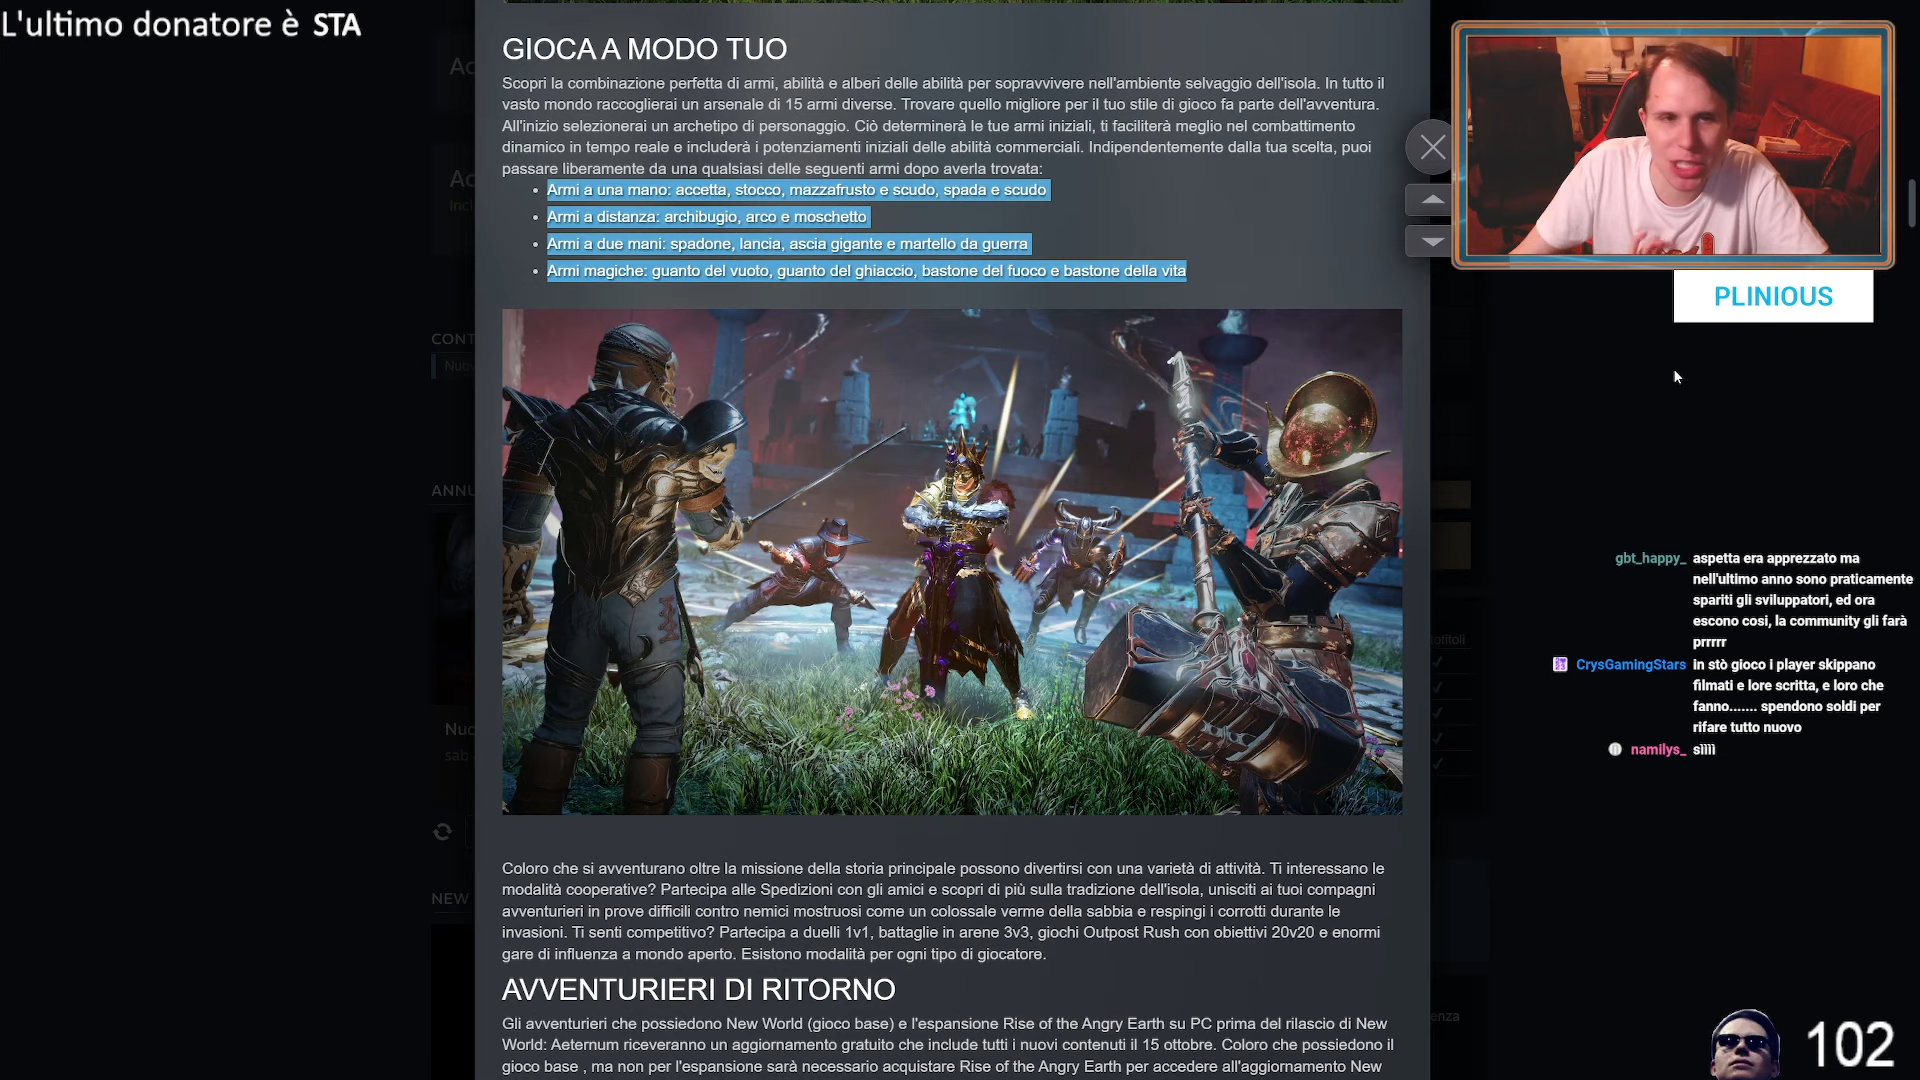 L'ultimo donatore è STA
GIOCA A MODO TUO
Scopri la combinazione perfetta di armi, abilità e alberi delle abilità per sopravvivere nell'ambiente selvaggio dell'isola. In tutto il
vasto mondo raccoglierai un arsenale di 15 armi diverse. Trovare quello migliore per il tuo stile di gioco fa parte dell'avventura.
All'inizio selezionerai un archetipo di personaggio. Ciò determinerà le tue armi iniziali, ti faciliterà meglio nel combattimento
dinamico in tempo reale e includerà i potenziamenti iniziali delle abilità commerciali. Indipendentemente dalla tua scelta, puoi
passare liberamente da una qualsiasi delle seguenti armi dopo averla trovata:
• Armi a una mano: accetta, stocco, mazzafrusto e scudo, spada e scudo
• Armi a distanza: archibugio, arco e moschetto
• Armi a due mani: spadone, lancia, ascia gigante e martello da guerra
• Armi magiche: guanto del vuoto, guanto del ghiaccio, bastone del fuoco e bastone della vita
Coloro che si avventurano oltre la missione della storia principale possono divertirsi con una varietà di attività. Ti interessano le
modalità cooperative? Partecipa alle Spedizioni con gli amici e scopri di più sulla tradizione dell'isola, unisciti ai tuoi compagni
avventurieri in prove difficili contro nemici mostruosi come un colossale verme della sabbia e respingi i corrotti durante le
invasioni. Ti senti competitivo? Partecipa a duelli 1v1, battaglie in arene 3v3, giochi Outpost Rush con obiettivi 20v20 e enormi
gare di influenza a mondo aperto. Esistono modalità per ogni tipo di giocatore.
AVVENTURIERI DI RITORNO
Gli avventurieri che possiedono New World (gioco base) e l'espansione Rise of the Angry Earth su PC prima del rilascio di New
World: Aeternum riceveranno un aggiornamento gratuito che include tutti i nuovi contenuti il 15 ottobre. Coloro che possiedono il
gioco base , ma non per l'espansione sarà necessario acquistare Rise of the Angry Earth per accedere all'aggiornamento New
CONT
ANNU
NEW
PLINIOUS
gbt_happy_ aspetta era apprezzato ma
nell'ultimo anno sono praticamente
spariti gli sviluppatori, ed ora
escono cosi, la community gli farà
prrrrr
CrysGamingStars in stò gioco i player skippano
filmati e lore scritta, e loro che
fanno....... spendono soldi per
rifare tutto nuovo
namilys_ sìììì
102